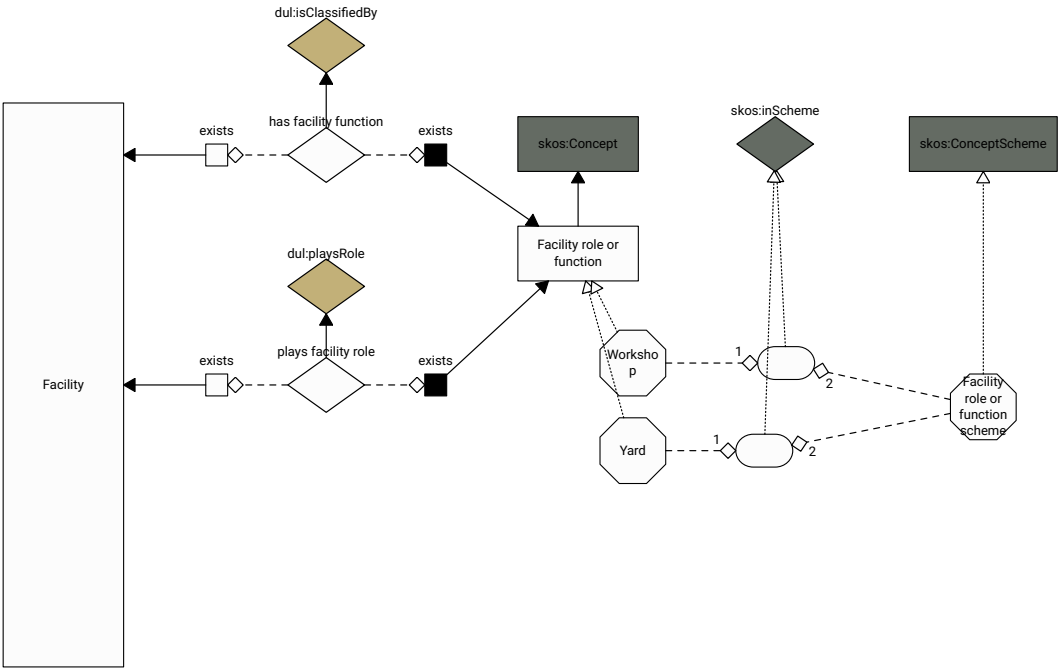 dul:isClassifiedBy
has facility function
exists
exists
skos:Concept
skos:inScheme
skos:ConceptScheme
Facility role or
function
dul:playsRole
plays facility role
exists
exists
Facility
Worksho
p
1
2
Facility
role or
function
scheme
Yard
1
2